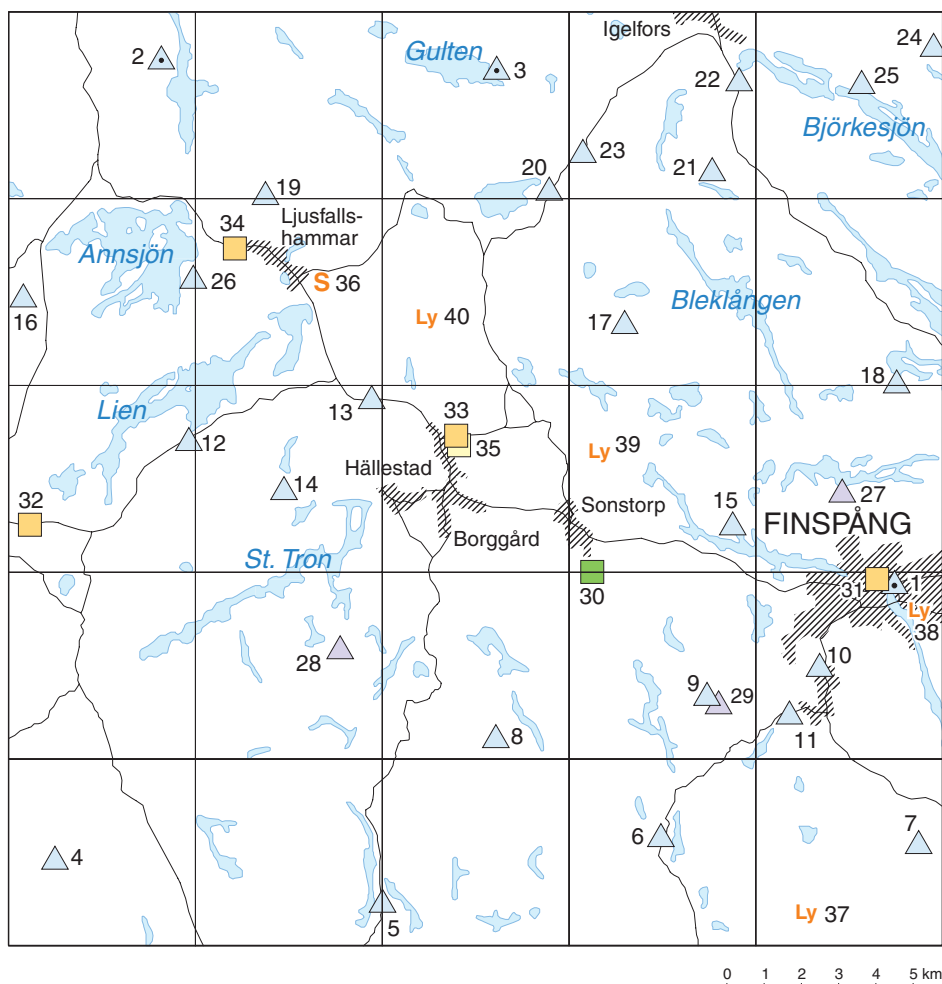 Igelfors
24
2
Gulten
3
22
25
Björkesjön
23
21
20
19
34
Ljusfalls-
hammar
Annsjön
26
S 36
16
Bleklången
Ly 40
17
18
13
Lien
33
12
35
Ly 39
Hällestad
14
27
32
15
Sonstorp
FINSPÅNG
Borggård
St. Tron
31
1
30
Ly
38
28
10
9
29
8
11
6
7
4
Ly 37
5
0 1 2 3 4 5 km